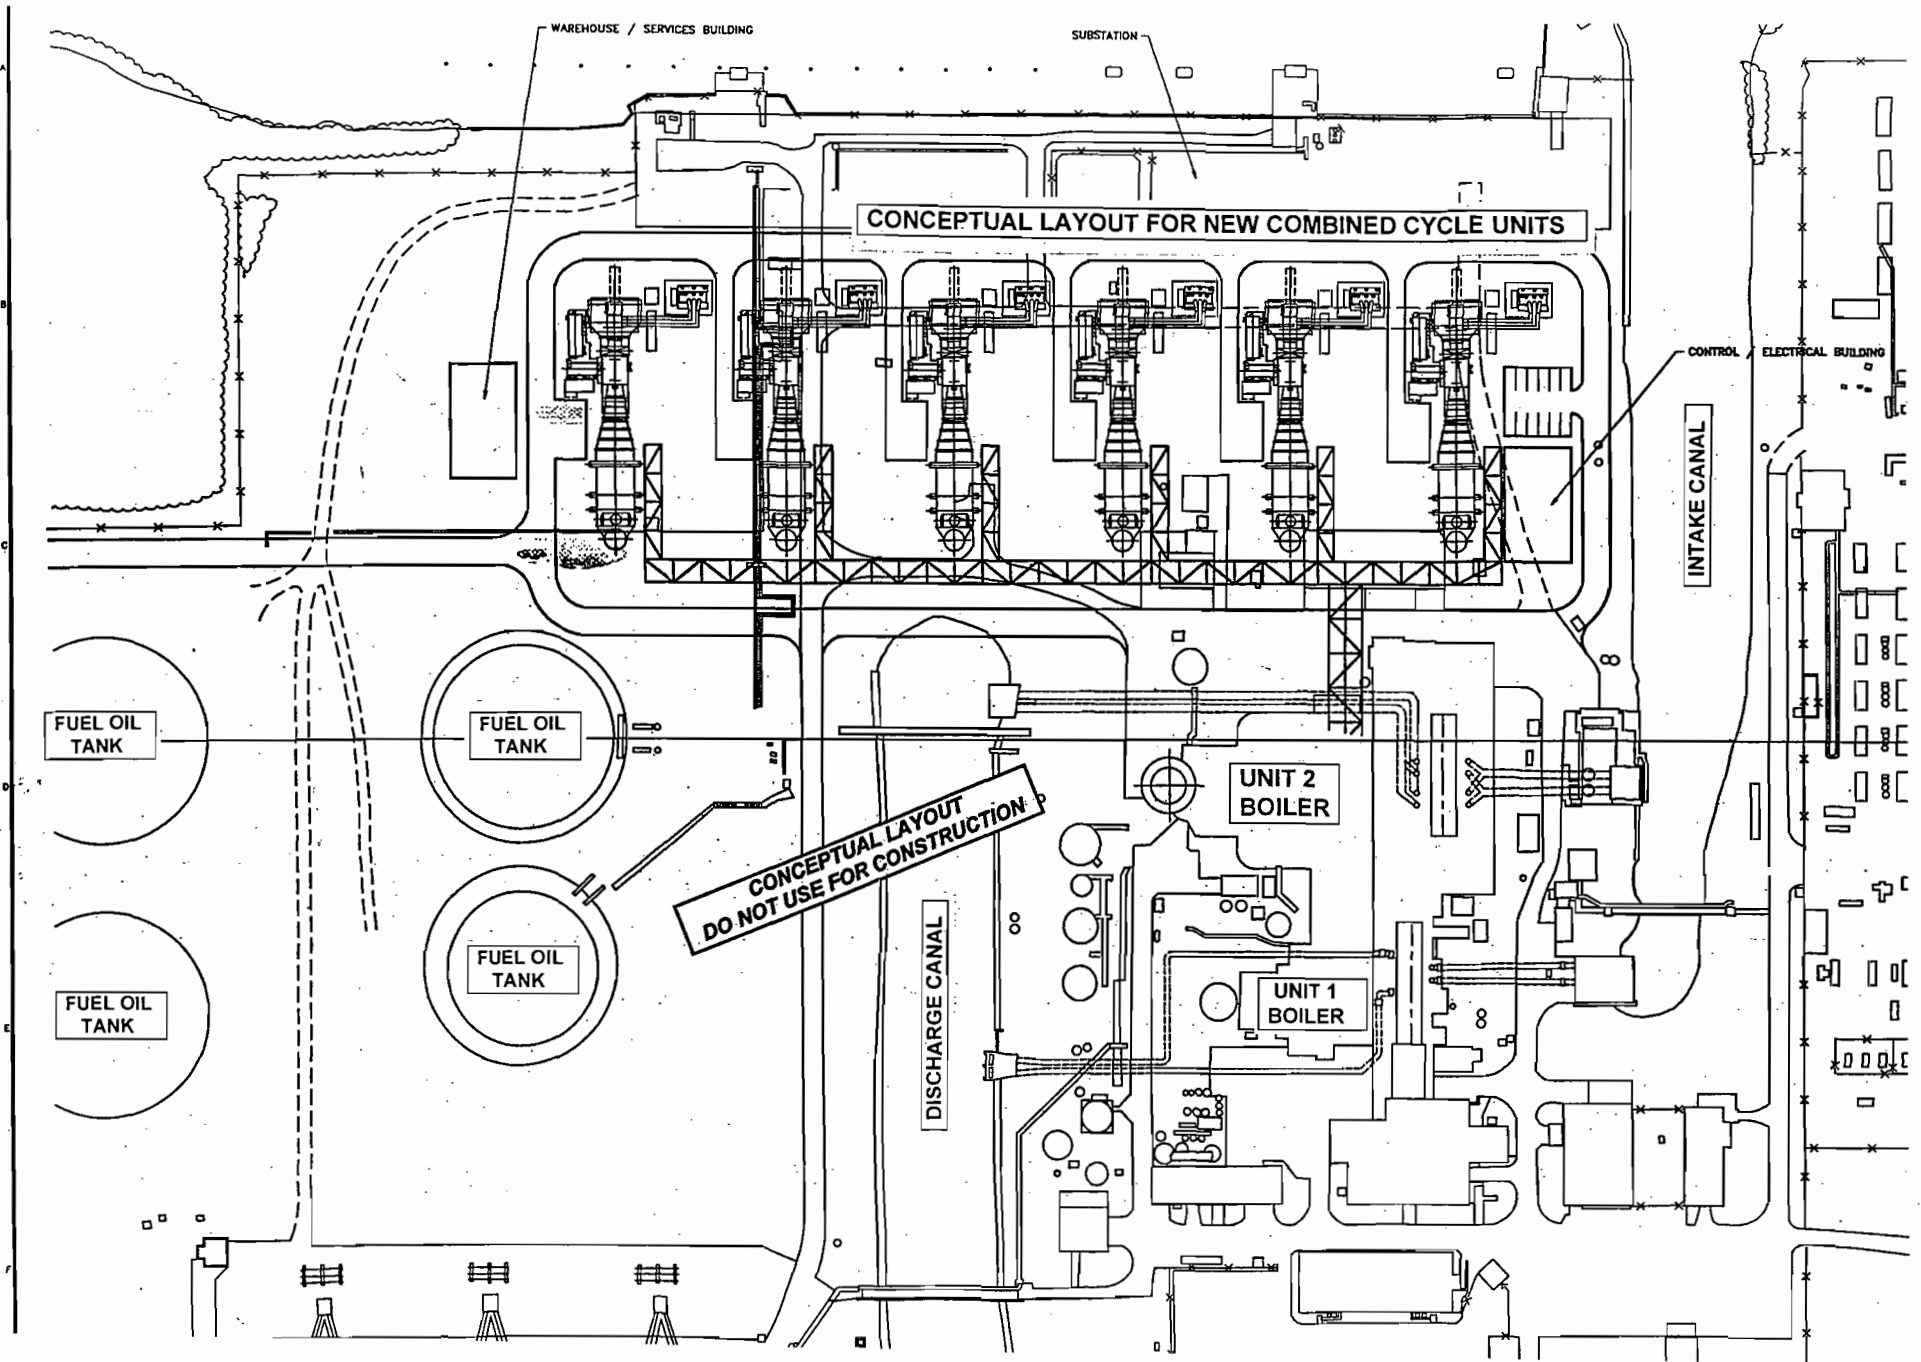 WAREHOUSE / SERVICES BUILDING
SUBSTATION
A
CONCEPTUAL LAYOUT FOR NEW COMBINED CYCLE UNITS
B
CONTROL / ELECTRICAL BUILDING
INTAKE CANAL
C
FUEL OIL
TANK
FUEL OIL
TANK
D
UNIT 2
BOILER
CONCEPTUAL LAYOUT
DO NOT USE FOR CONSTRUCTION
DISCHARGE CANAL
FUEL OIL
TANK
FUEL OIL
TANK
UNIT 1
BOILER
E
F